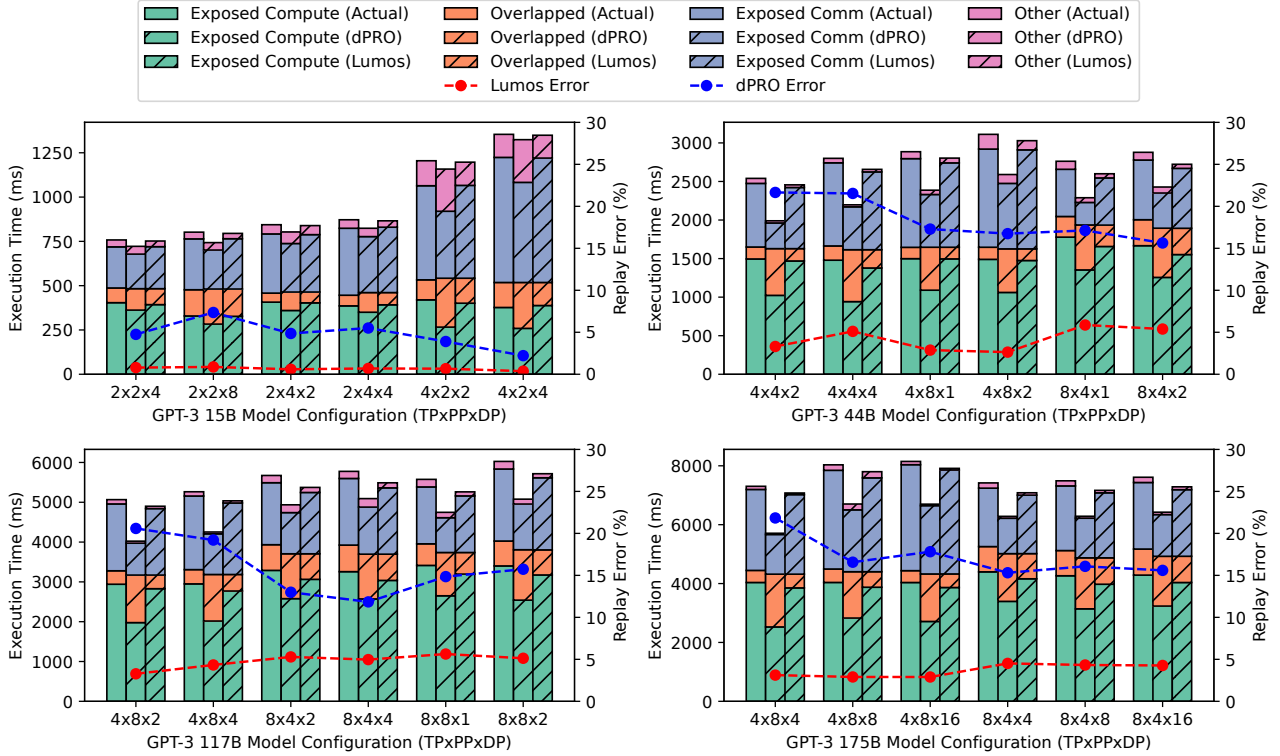 Exposed Compute (Actual) Overlapped (Actual) Exposed Comm (Actual) Other (Actual)
Exposed Compute (dPRO) Overlapped (dPRO) Exposed Comm (dPRO) Other (dPRO)
Exposed Compute (Lumos) Overlapped (Lumos) Exposed Comm (Lumos) Other (Lumos)
Lumos Error dPRO Error
Execution Time (ms)
1250
1000
750
500
250
0
2x2x4 2x2x8 2x4x2 2x4x4 4x2x2 4x2x4
GPT-3 15B Model Configuration (TPxPPxDP)
30
25
20
15
10
5
0
Replay Error (%)
Execution Time (ms)
3000
2500
2000
1500
1000
500
0
4x4x2 4x4x4 4x8x1 4x8x2 8x4x1 8x4x2
GPT-3 44B Model Configuration (TPxPPxDP)
30
25
20
15
10
5
0
Replay Error (%)
Execution Time (ms)
6000
5000
4000
3000
2000
1000
0
4x8x2 4x8x4 8x4x2 8x4x4 8x8x1 8x8x2
GPT-3 117B Model Configuration (TPxPPxDP)
30
25
20
15
10
5
0
Replay Error (%)
Execution Time (ms)
8000
6000
4000
2000
0
4x8x4 4x8x8 4x8x16 8x4x4 8x4x8 8x4x16
GPT-3 175B Model Configuration (TPxPPxDP)
30
25
20
15
10
5
0
Replay Error (%)